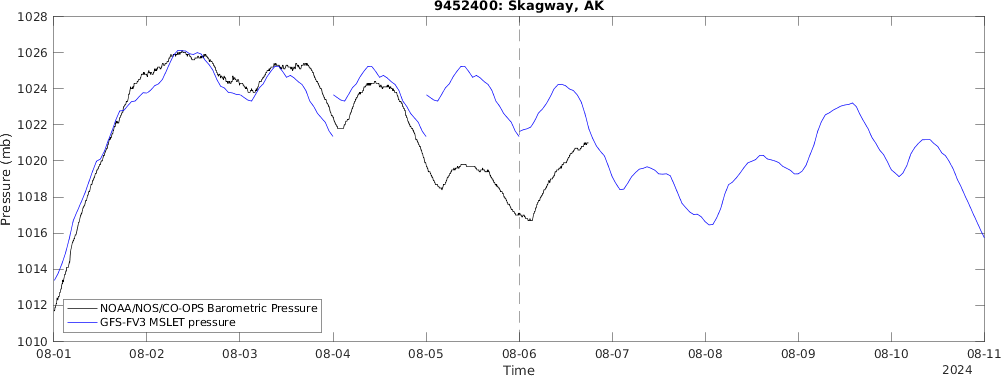 9452400: Skagway, AK
1028
1026
1024
1022
1020
1018
1016
1014
1012
1010
Pressure (mb)
NOAA/NOS/CO-OPS Barometric Pressure
GFS-FV3 MSLET pressure
08-01 08-02 08-03 08-04 08-05 08-06 08-07 08-08 08-09 08-10 08-11
Time
2024